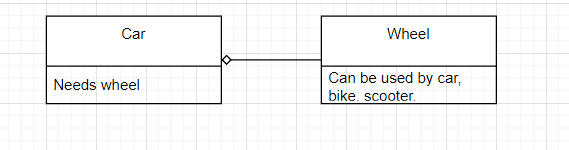 Car
Wheel
Needs wheel
Can be used by car,
bike. scooter.